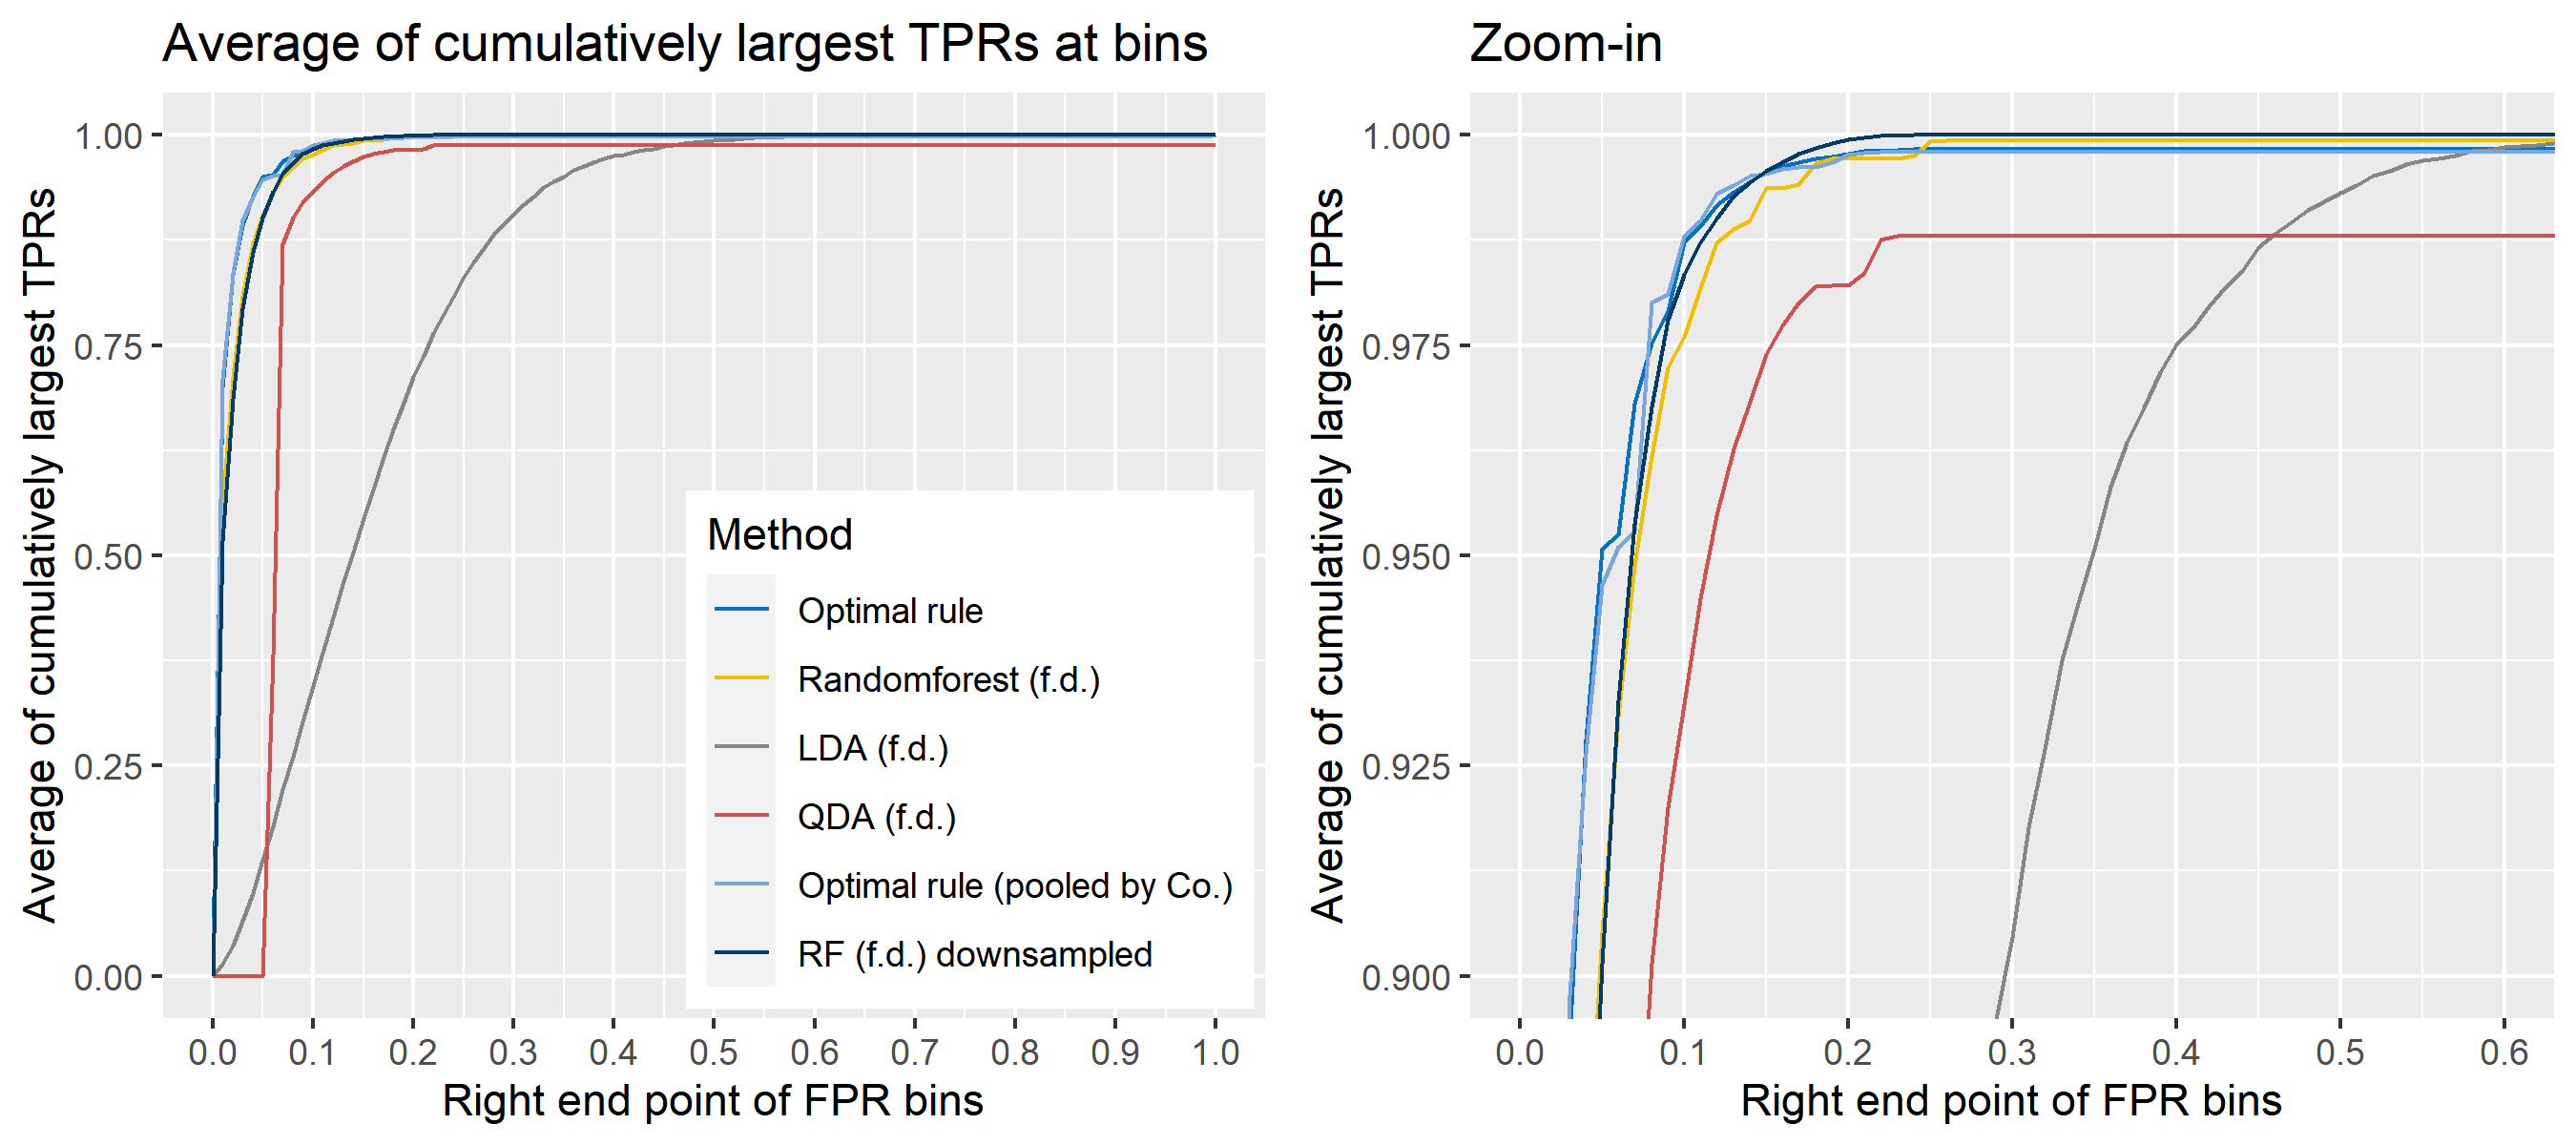 Average of cumulatively largest TPRs at bins
Average of cumulatively largest TPRs
1.00
0.75
0.50
0.25
0.00
0.0 0.1 0.2 0.3 0.4 0.5 0.6 0.7 0.8 0.9 1.0
Right end point of FPR bins
Method
Optimal rule
Randomforest (f.d.)
LDA (f.d.)
QDA (f.d.)
Optimal rule (pooled by Co.)
RF (f.d.) downsampled
Zoom-in
Average of cumulatively largest TPRs
1.000
0.975
0.950
0.925
0.900
0.0 0.1 0.2 0.3 0.4 0.5 0.6
Right end point of FPR bins